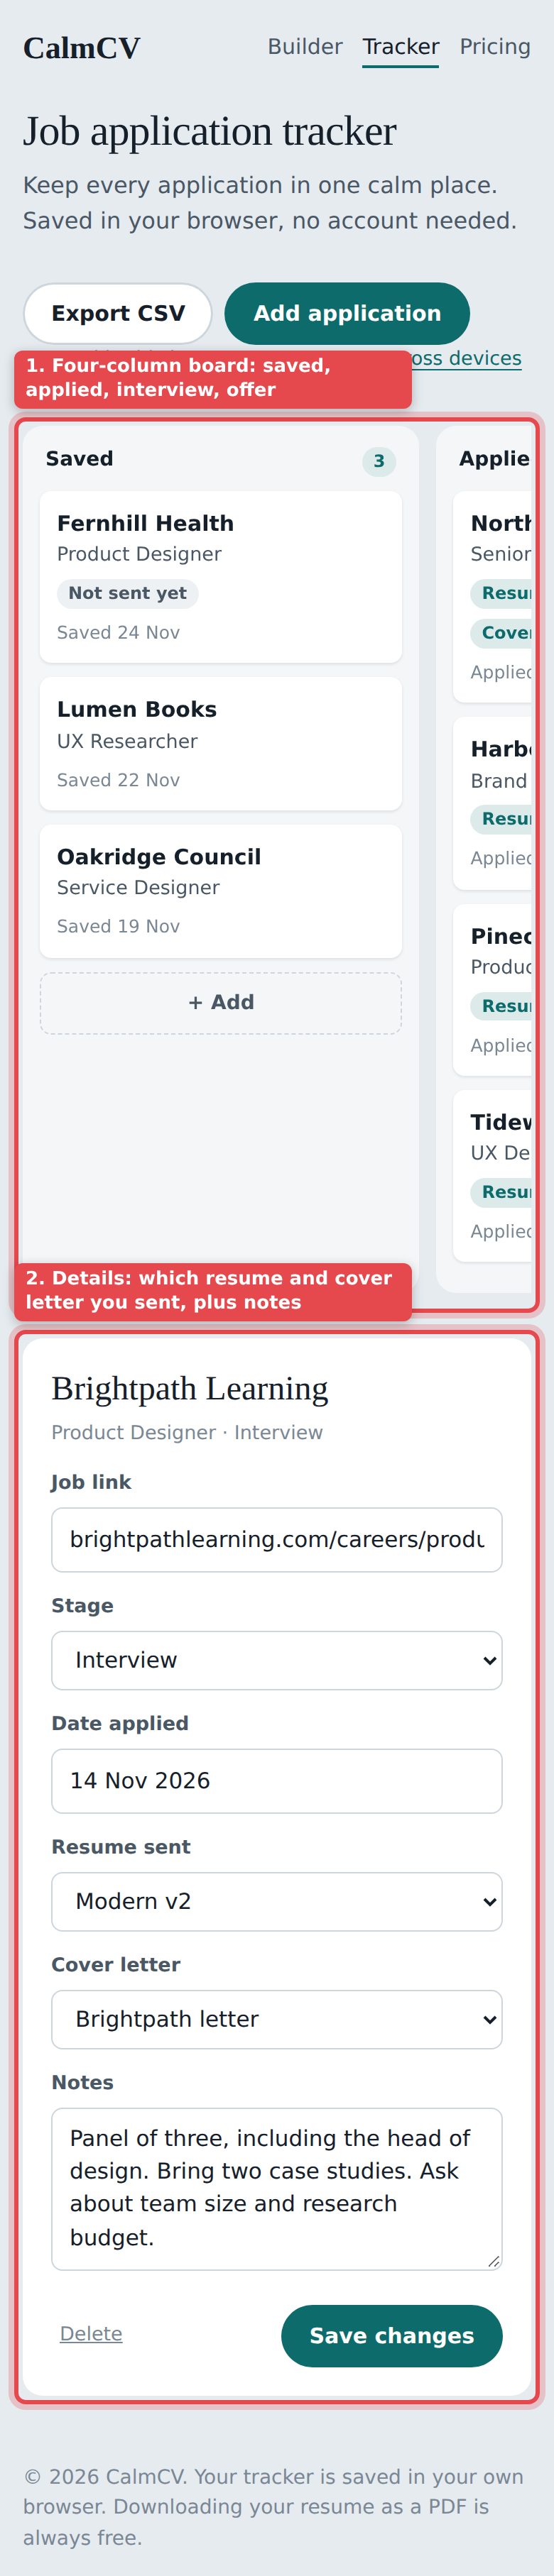 CalmCV
Builder Tracker Pricing
Job application tracker
Keep every application in one calm place.
Saved in your browser, no account needed.
Export CSV
Add application
devices
1. Four-column board: saved,
applied, interview, offer
Saved 3
Fernhill Health
Product Designer
Not sent yet
Saved 24 Nov
Lumen Books
UX Researcher
Saved 22 Nov
Oakridge Council
Service Designer
Saved 19 Nov
+ Add
Senior
Brand
2. Details: which resume and cover
letter you sent, plus notes
Brightpath Learning
Product Designer · Interview
Job link
brightpathlearning.com/careers/produ
Stage
Interview
Date applied
14 Nov 2026
Resume sent
Modern v2
Cover letter
Brightpath letter
Notes
Panel of three, including the head of
design. Bring two case studies. Ask
about team size and research
budget.
Delete
Save changes
© 2026 CalmCV. Your tracker is saved in your own
browser. Downloading your resume as a PDF is
always free.